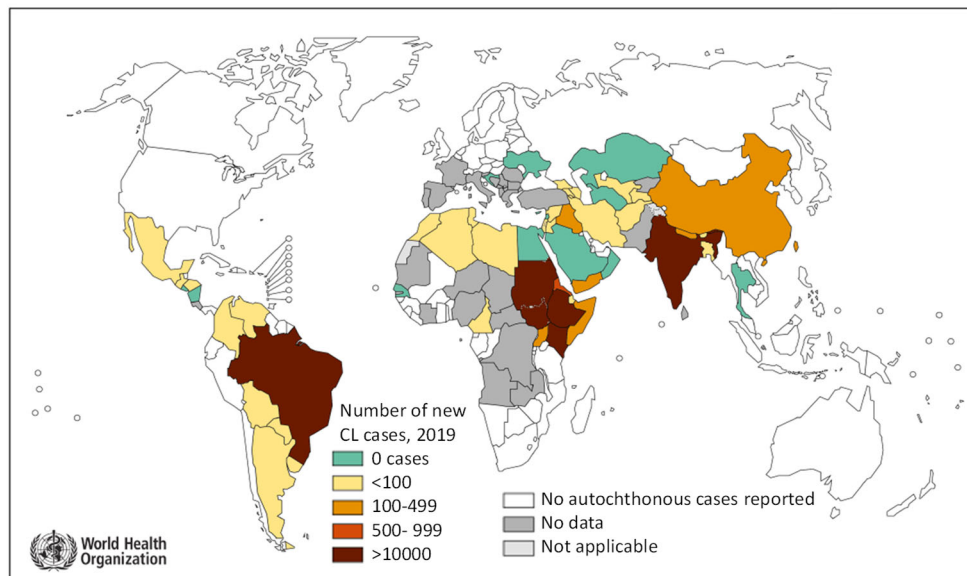 Number of new
CL cases, 2019
0 cases
<100
100-499
500- 999
>10000
No autochthonous cases reported
No data
Not applicable
World Health
Organization